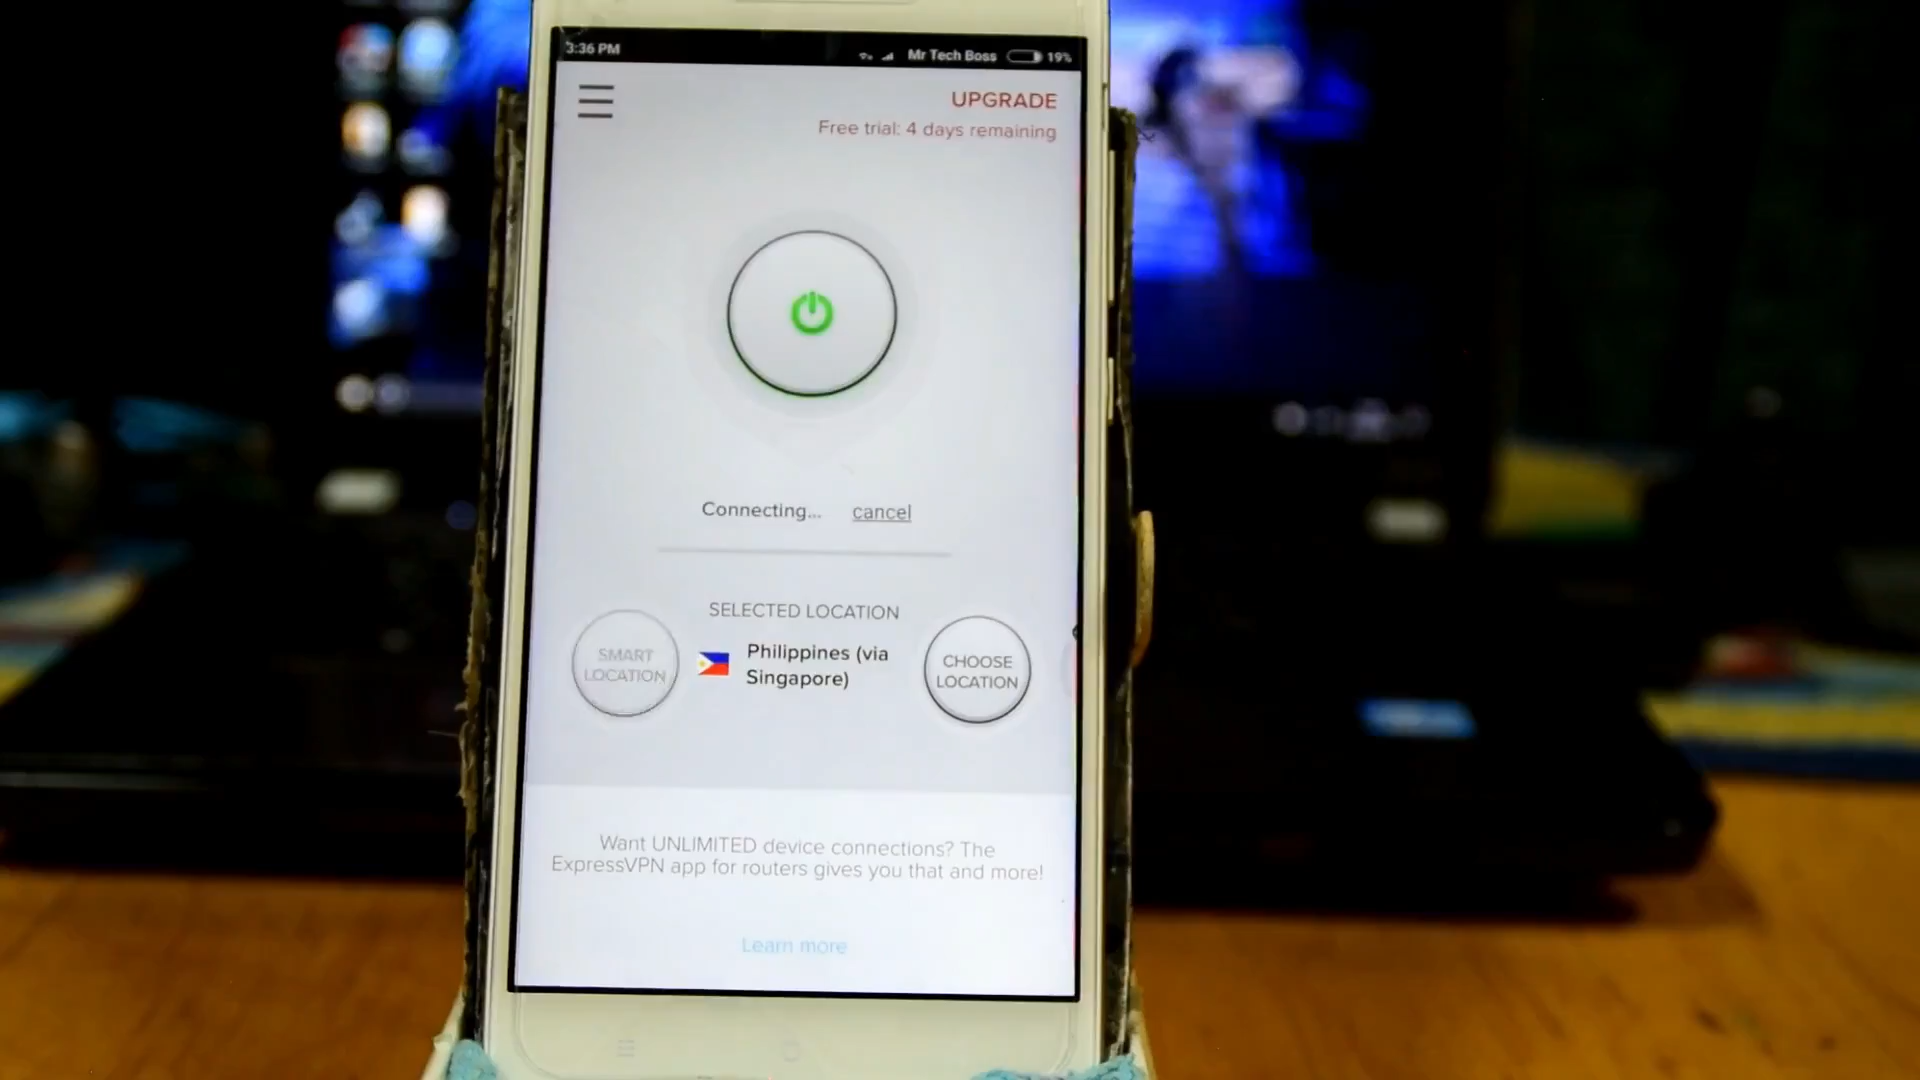 3:36 PM
Mr Tech Boss
19%
UPGRADE
Free trial: 4 days remaining
Connecting...
cancel
SELECTED LOCATION
SMART
LOCATION
Philippines (via
Singapore)
CHOOSE
LOCATION
Want UNLIMITED device connections? The
ExpressVPN app for routers gives you that and more!
Learn more